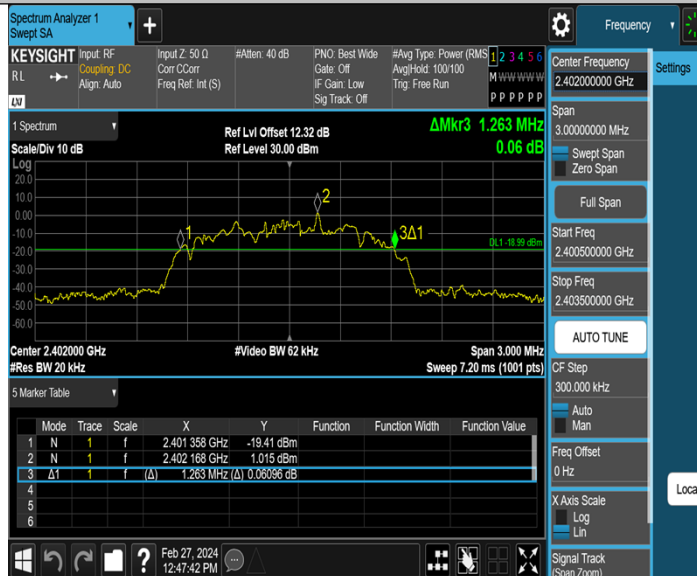 Spectrum Analyzer 1
Swept SA
+
Frequency
KEYSIGHT
RL
LXI
Input: RF
Coupling: DC
Align: Auto
Input Z: 50 Ω
Corr CCorr
Freq Ref: Int (S)
#Atten: 40 dB
PNO: Best Wide
Gate: Off
IF Gain: Low
Sig Track: Off
#Avg Type: Power (RMS
Avg|Hold: 100/100
Trig: Free Run
1 2 3 4 5 6
M W W W W W
P P P P P P
Center Frequency
2.402000000 GHz
Settings
1 Spectrum
Scale/Div 10 dB
Ref Lvl Offset 12.32 dB
Ref Level 30.00 dBm
ΔMkr3 1.263 MHz
0.06 dB
Log
20.0
10.0
0.00
-10.0
-20.0
-30.0
-40.0
-50.0
-60.0
1
2
3Δ1
DL1 -18.99 dBm
Center 2.402000 GHz
#Res BW 20 kHz
#Video BW 62 kHz
Span 3.000 MHz
Sweep 7.20 ms (1001 pts)
Span
3.00000000 MHz
Swept Span
Zero Span
Full Span
Start Freq
2.400500000 GHz
Stop Freq
2.403500000 GHz
AUTO TUNE
CF Step
300.000 kHz
Auto
Man
Freq Offset
0 Hz
X Axis Scale
Log
Lin
Signal Track
(Span Zoom)
Loca
5 Marker Table
Mode Trace Scale X Y Function Function Width Function Value
1 N 1 f 2.401 358 GHz -19.41 dBm
2 N 1 f 2.402 168 GHz 1.015 dBm
3 Δ1 1 f (Δ) 1.263 MHz (Δ) 0.06096 dB
4
5
6
?
Feb 27, 2024
12:47:42 PM